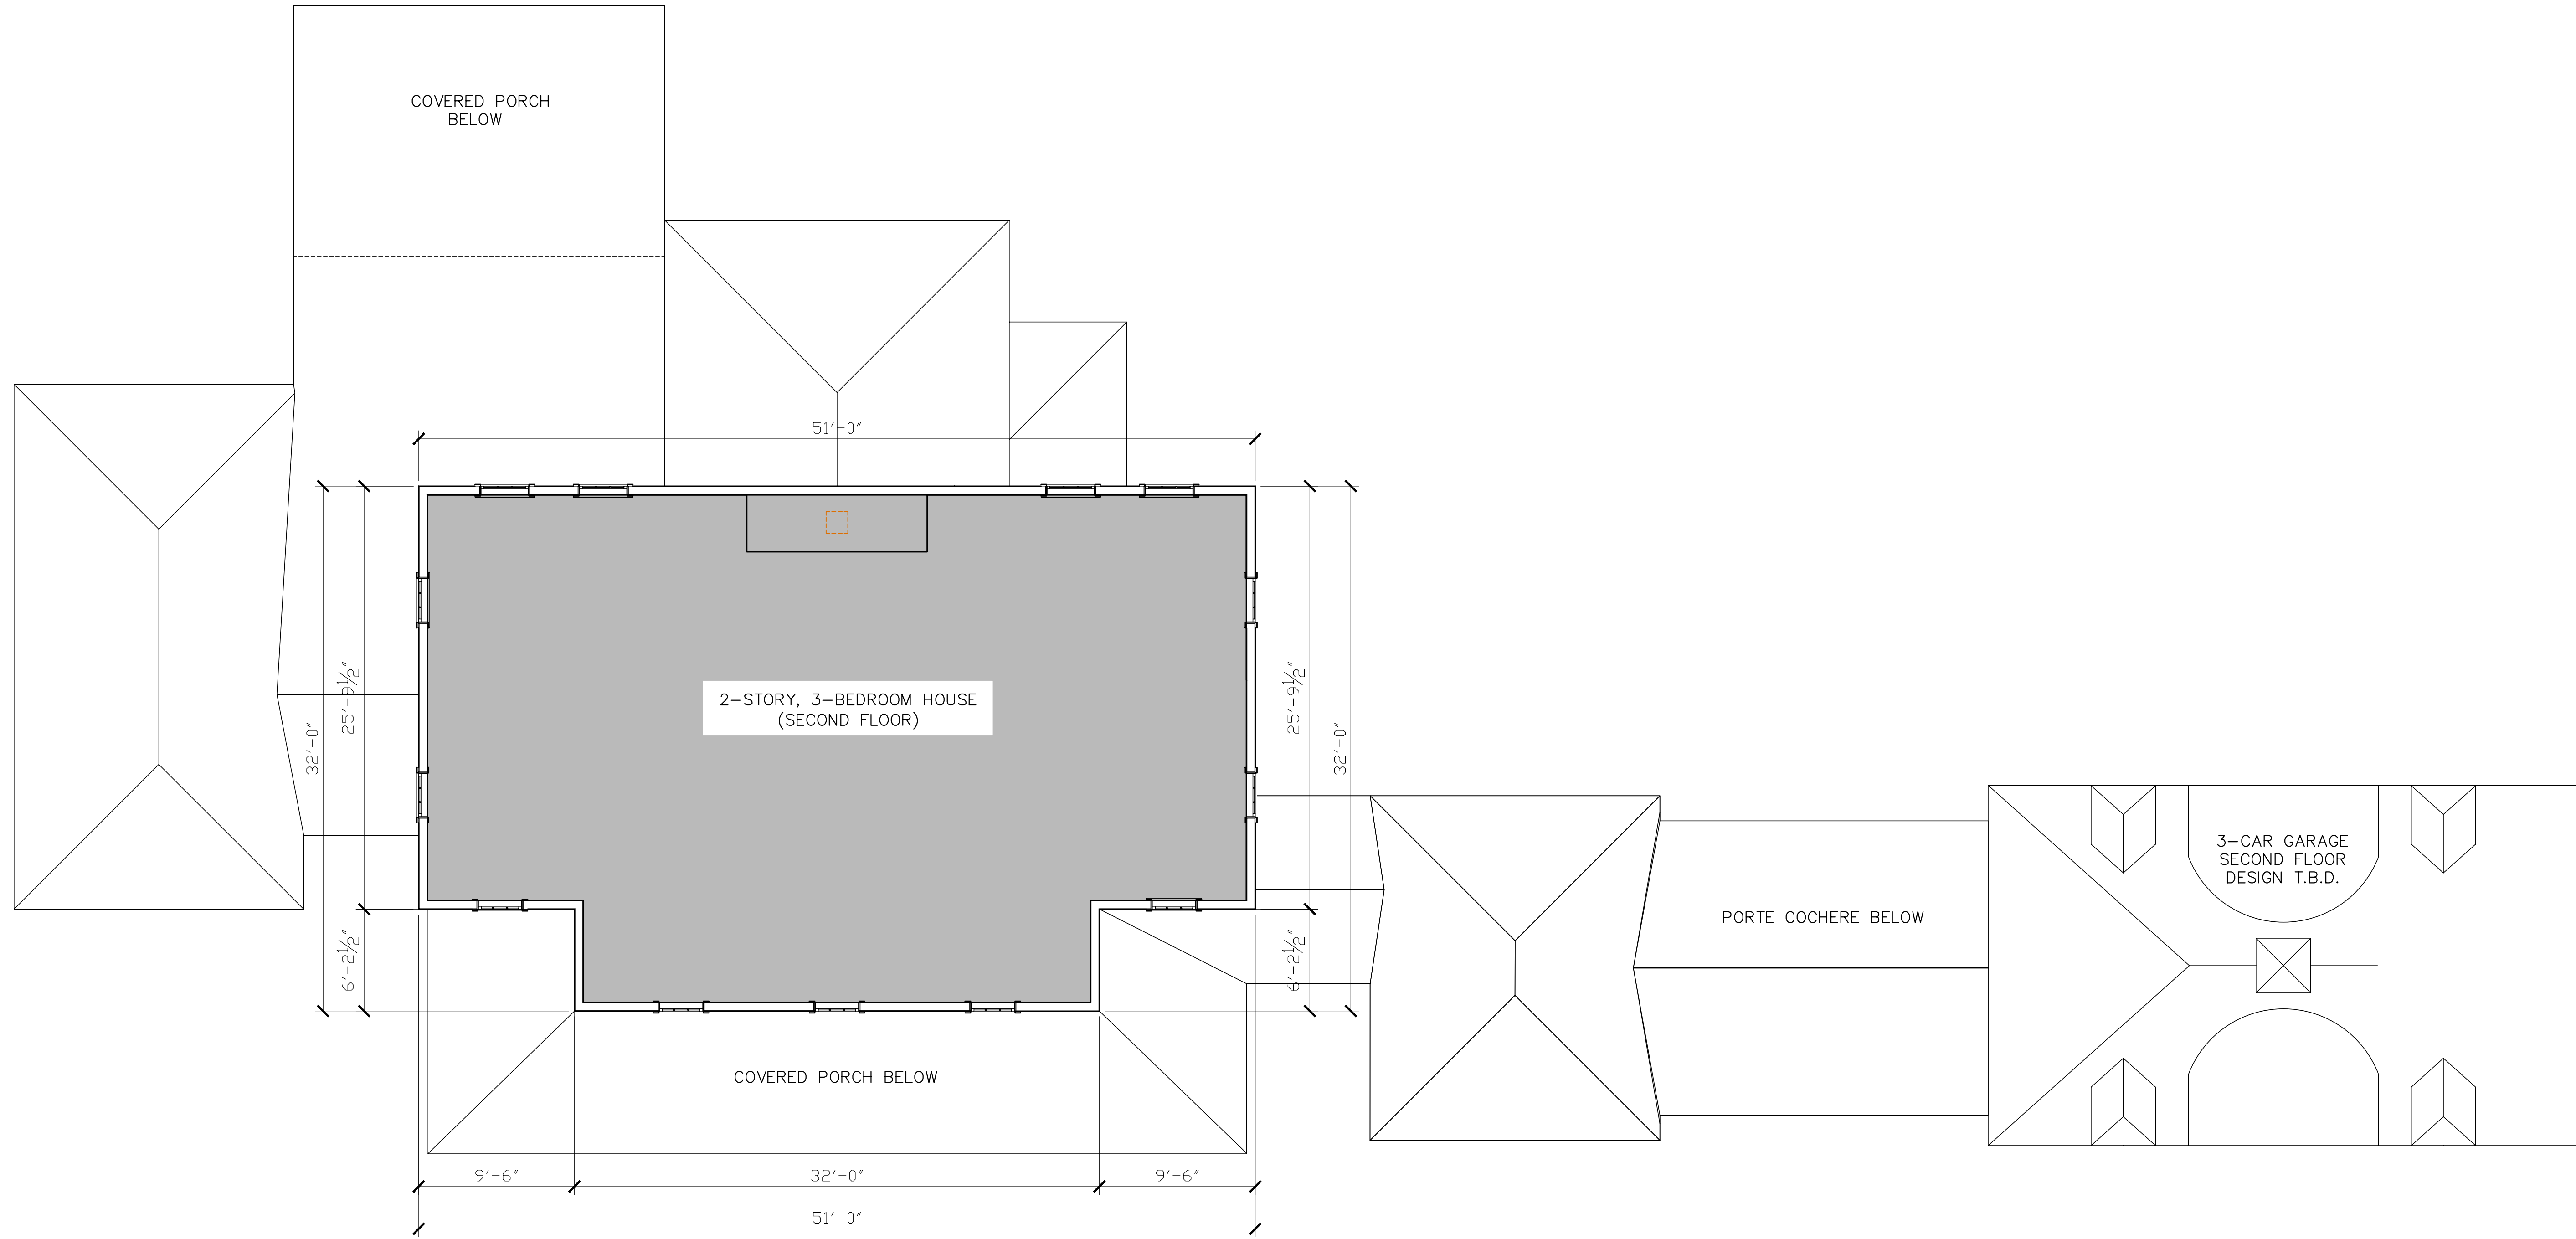 COVERED PORCH
BELOW
51'-0"
2-STORY, 3-BEDROOM HOUSE
(SECOND FLOOR)
32'-0"
25'-9½"
6'-2½"
25'-9½"
32'-0"
6'-2½"
3-CAR GARAGE
SECOND FLOOR
DESIGN T.B.D.
PORTE COCHERE BELOW
COVERED PORCH BELOW
9'-6"
32'-0"
9'-6"
51'-0"